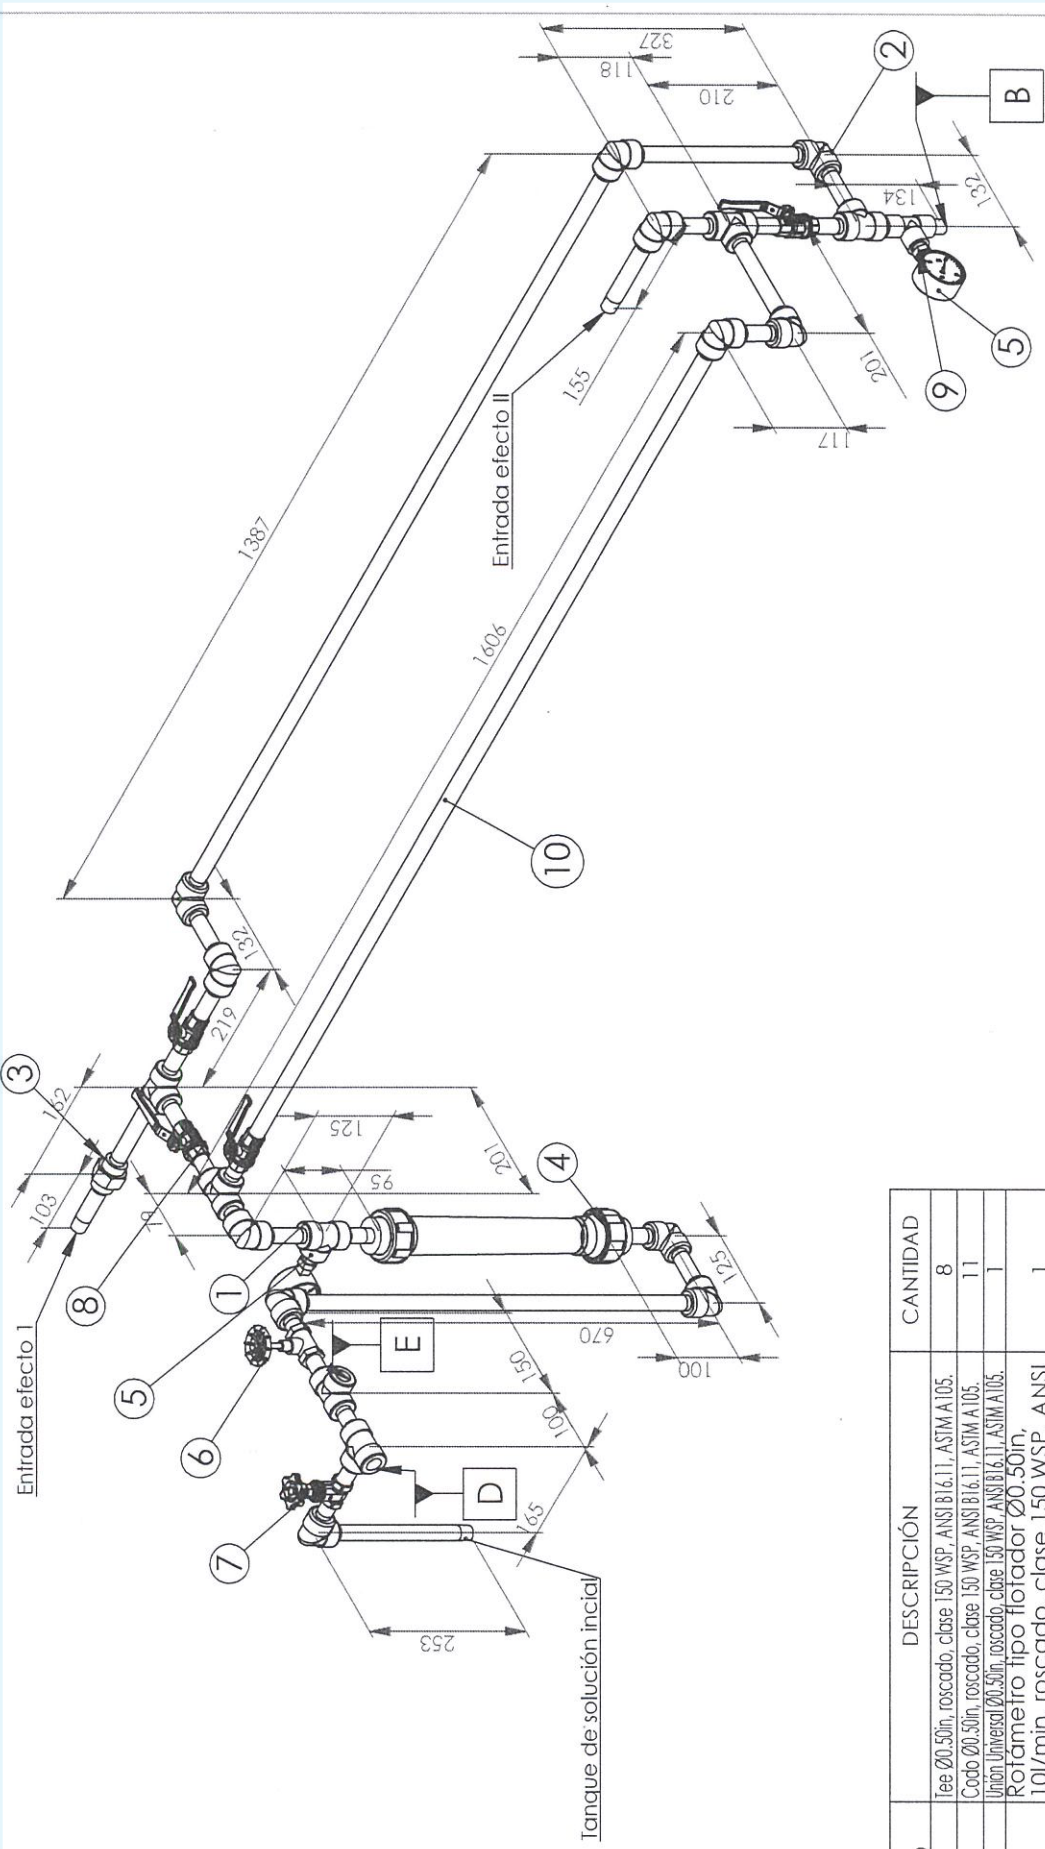 Entrada efecto 1
Entrada efecto II
Tanque de solución incial
1387
1606
327
118
210
134
132
155
201
117
162
103
219
132
125
95
201
125
670
100
150
100
165
253
1
2
3
4
5
5
6
7
8
9
10
B
D
E
DESCRIPCIÓN CANTIDAD
Tee Ø0.50in, roscado, clase 150 WSP, ANSI B16.11, ASTM A105. 8
Codo Ø0.50in, roscado, clase 150 WSP, ANSI B16.11, ASTM A105. 11
Unión Universal Ø0.50in, roscado, clase 150 WSP, ANSI B16.11, ASTM A105. 1
Rotámetro tipo flotador Ø0.50in,
10l/min, roscado, clase 150 WSP, ANSI 1